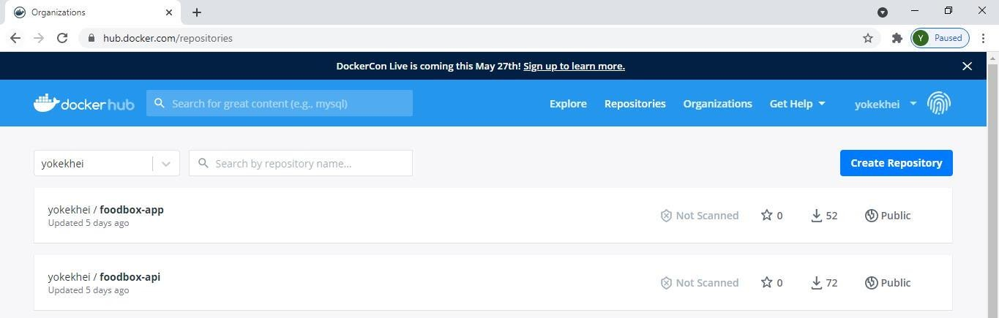 Organizations
hub.docker.com/repositories
Y Paused
DockerCon Live is coming this May 27th! Sign up to learn more.
docker hub Search for great content (e.g., mysql) Explore Repositories Organizations Get Help yokekhei
yokekhei Search by repository name... Create Repository
yokekhei / foodbox-app
Updated 5 days ago
Not Scanned 0 52 Public
yokekhei / foodbox-api
Updated 5 days ago
Not Scanned 0 72 Public